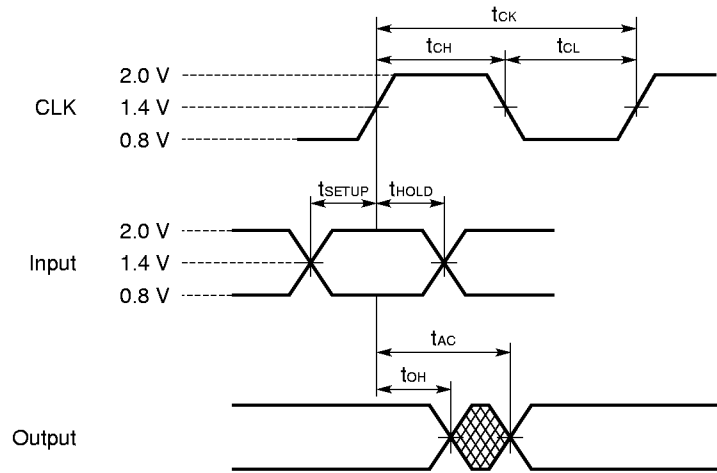 tCK
tCH tCL
2.0 V
CLK 1.4 V
0.8 V
tSETUP tHOLD
2.0 V
Input 1.4 V
0.8 V
tAC
tOH
Output